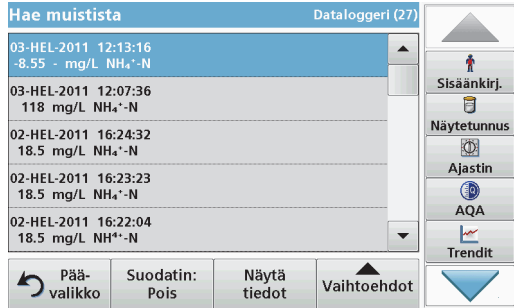 Hae muistista
Dataloggeri (27)
03-HEL-2011 12:13:16
-8.55 - mg/L NH₄⁺-N
03-HEL-2011 12:07:36
118 mg/L NH₄⁺-N
02-HEL-2011 16:24:32
18.5 mg/L NH₄⁺-N
02-HEL-2011 16:23:23
18.5 mg/L NH₄⁺-N
02-HEL-2011 16:22:04
18.5 mg/L NH⁴⁺-N
Sisäänkirj.
Näytetunnus
Ajastin
AQA
Trendit
Pää-
valikko
Suodatin:
Pois
Näytä
tiedot
Vaihtoehdot